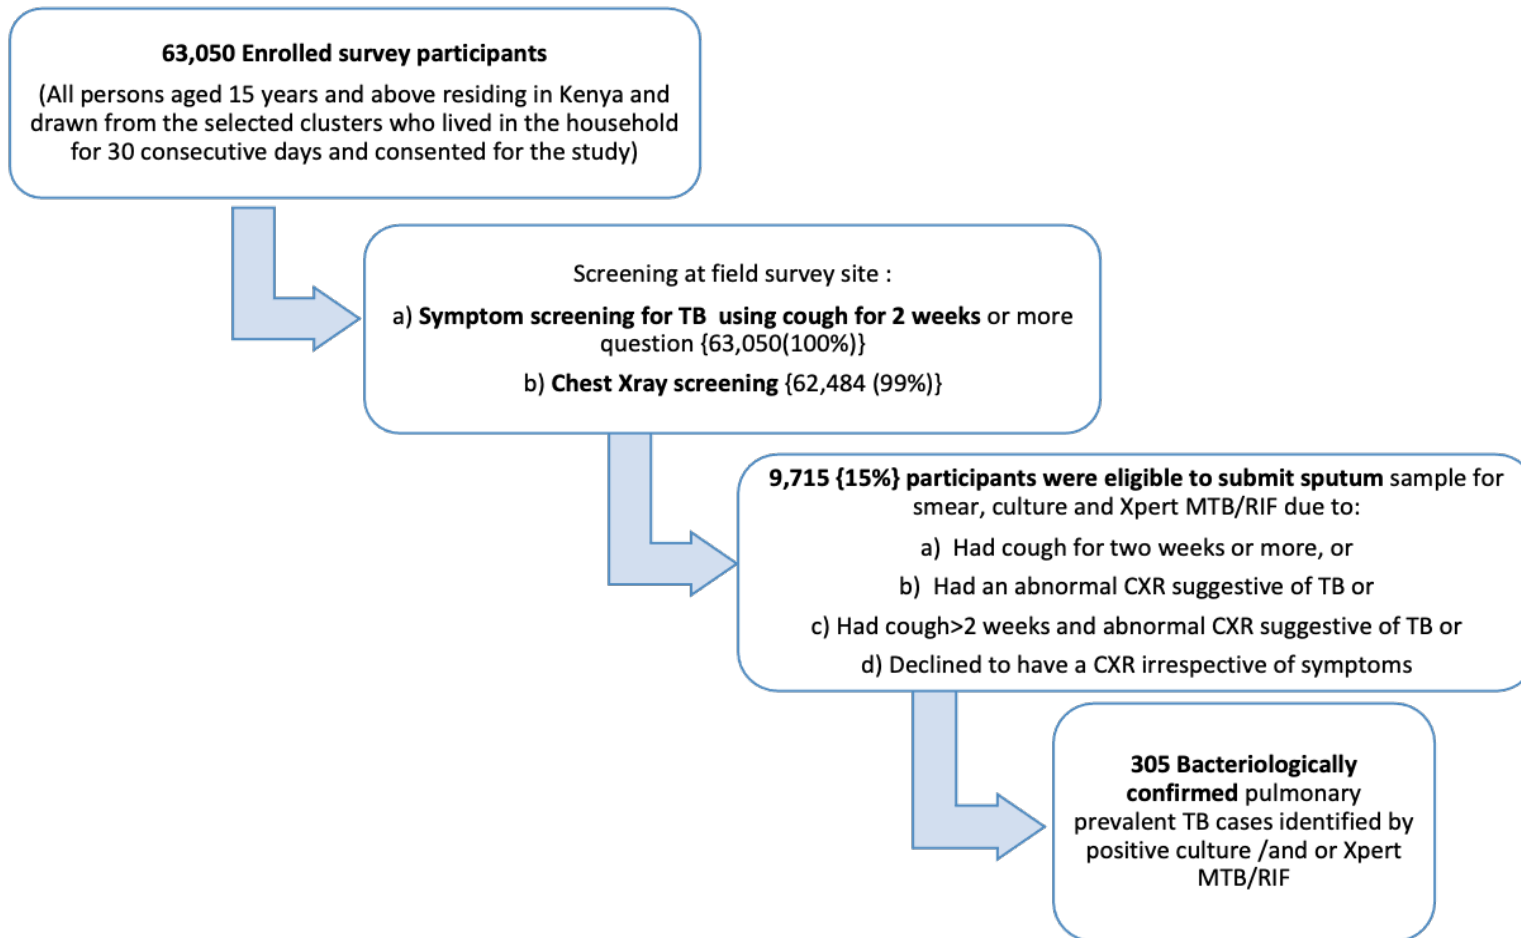 63,050 Enrolled survey participants
(All persons aged 15 years and above residing in Kenya and
drawn from the selected clusters who lived in the household
for 30 consecutive days and consented for the study)
Screening at field survey site :
a) Symptom screening for TB  using cough for 2 weeks or more
question {63,050(100%)}
b) Chest Xray screening {62,484 (99%)}
9,715 {15%} participants were eligible to submit sputum sample for
smear, culture and Xpert MTB/RIF due to:
a)  Had cough for two weeks or more, or
b)  Had an abnormal CXR suggestive of TB or
c) Had cough>2 weeks and abnormal CXR suggestive of TB or
d) Declined to have a CXR irrespective of symptoms
305 Bacteriologically
confirmed pulmonary
prevalent TB cases identified by
positive culture /and or Xpert
MTB/RIF